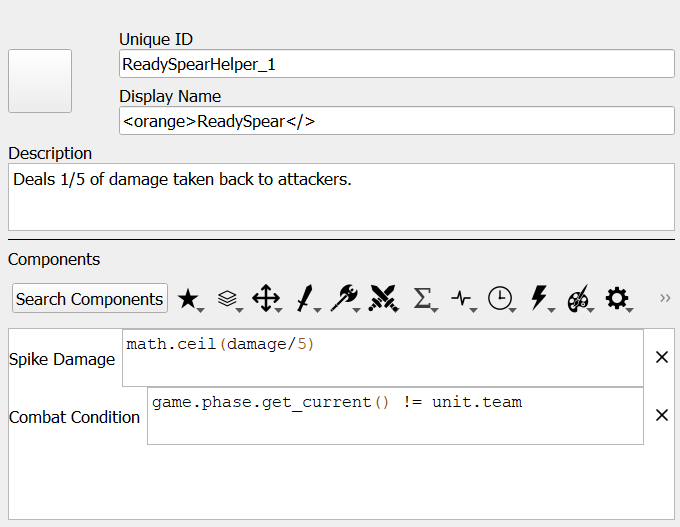 Unique ID
ReadySpearHelper_1
Display Name
<orange>ReadySpear</>
Description
Deals 1/5 of damage taken back to attackers.
Components
Search Components
Spike Damage
math.ceil(damage/5)
Combat Condition
game.phase.get_current() != unit.team